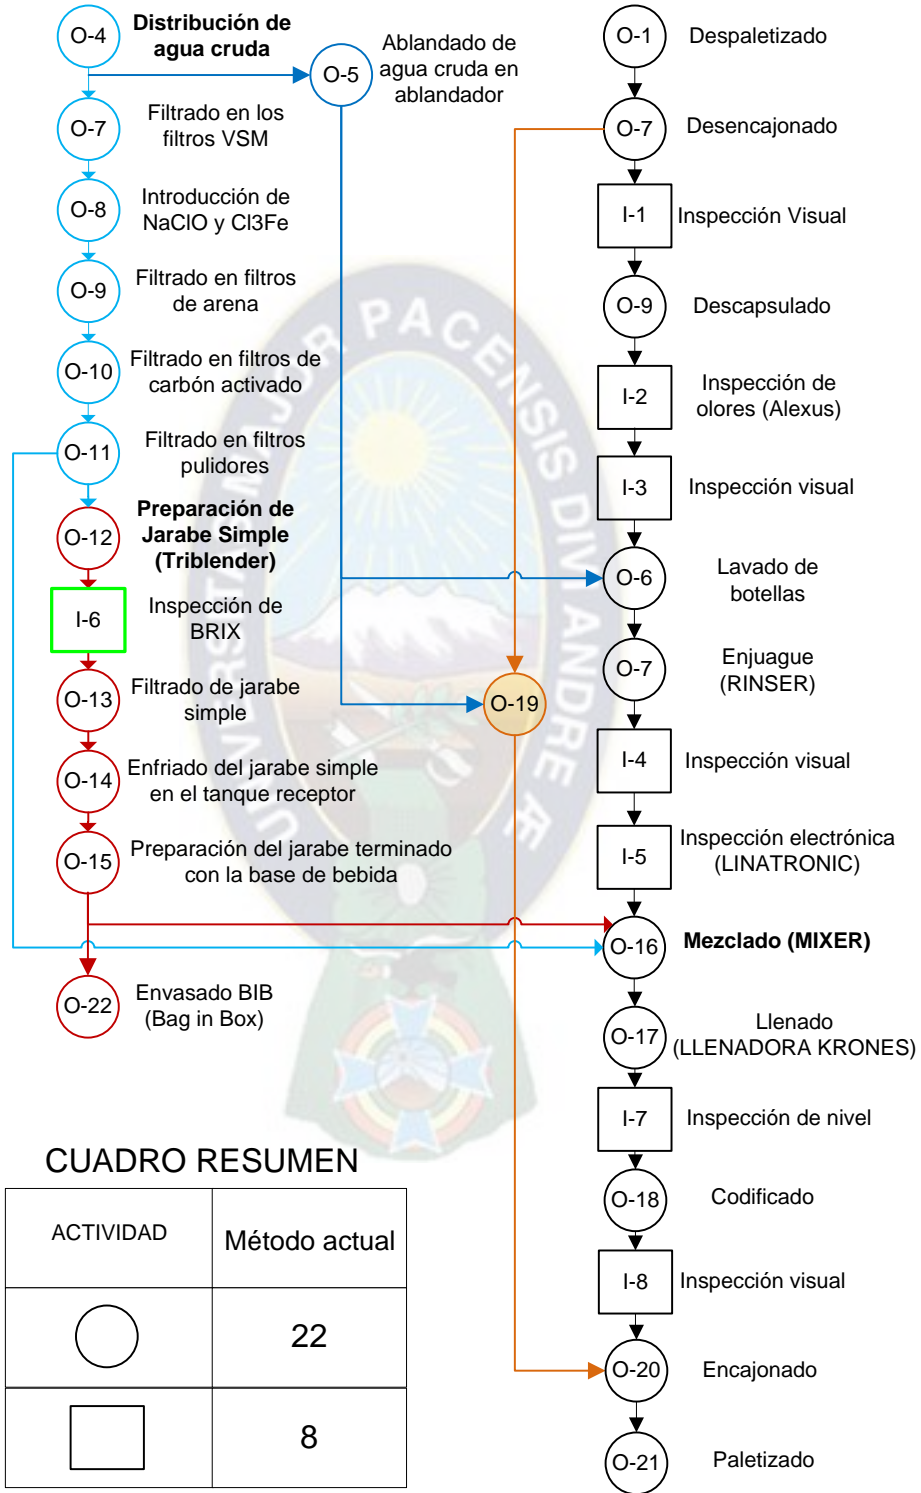 O-4
Distribución de
agua cruda
O-5
Ablandado de
agua cruda en
ablandador
O-7
Filtrado en los
filtros VSM
O-8
Introducción de
NaClO y Cl3Fe
O-9
Filtrado en filtros
de arena
O-10
Filtrado en filtros de
carbón activado
O-11
Filtrado en filtros
pulidores
O-12
Preparación de
Jarabe Simple
(Triblender)
I-6
Inspección de
BRIX
O-13
Filtrado de jarabe
simple
O-14
Enfriado del jarabe simple
en el tanque receptor
O-15
Preparación del jarabe terminado
con la base de bebida
O-22
Envasado BIB
(Bag in Box)
O-19
O-1
Despaletizado
O-7
Desencajonado
I-1
Inspección Visual
O-9
Descapsulado
I-2
Inspección de
olores (Alexus)
I-3
Inspección visual
O-6
Lavado de
botellas
O-7
Enjuague
(RINSER)
I-4
Inspección visual
I-5
Inspección electrónica
(LINATRONIC)
O-16
Mezclado (MIXER)
O-17
Llenado
(LLENADORA KRONES)
I-7
Inspección de nivel
O-18
Codificado
I-8
Inspección visual
O-20
Encajonado
O-21
Paletizado
CUADRO RESUMEN
ACTIVIDAD
Método actual
22
8
UNIVERSITAS MAJOR PACENSIS DIVI ANDREÆ